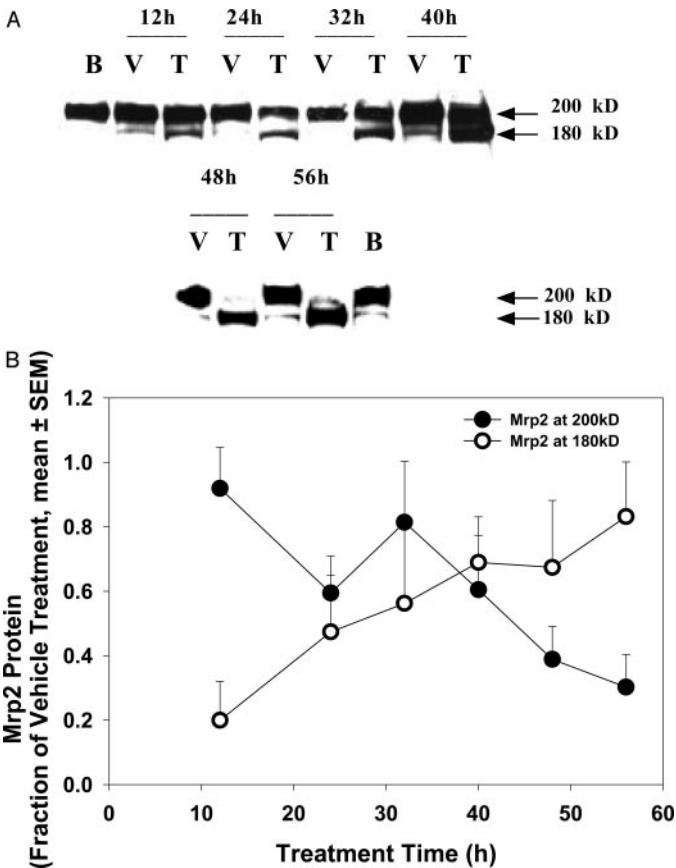 A
12h 24h 32h 40h
B V T V T V T V T
200 kD
180 kD
48h 56h
V T V T B
200 kD
180 kD
B
1.2
1.0
0.8
0.6
0.4
0.2
0.0
Mrp2 Protein
(Fraction of Vehicle Treatment, mean ± SEM)
Mrp2 at 200kD
Mrp2 at 180kD
0 10 20 30 40 50 60
Treatment Time (h)